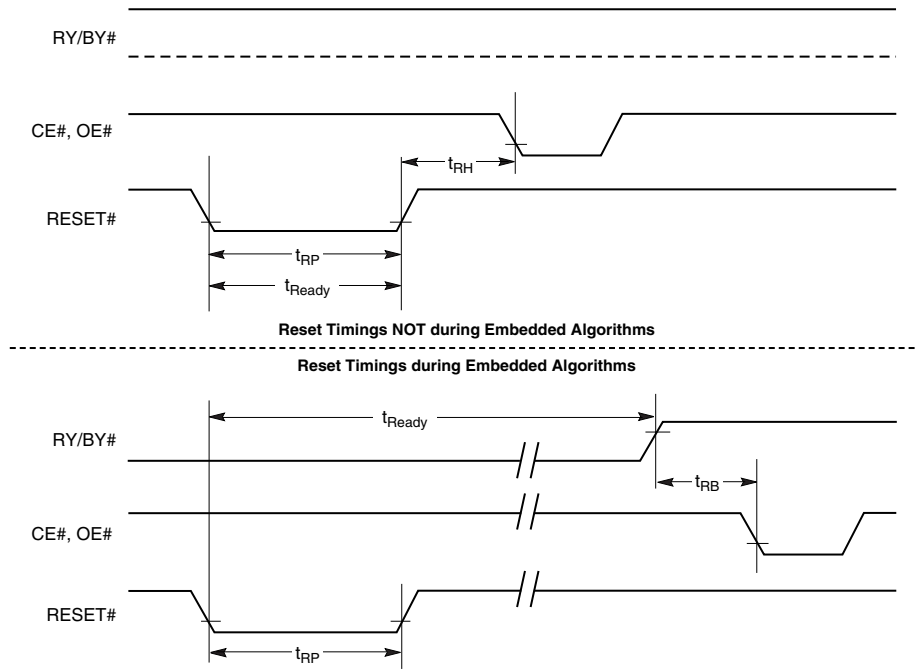 RY/BY#
CE#, OE#
tRH
RESET#
tRP
tReady
Reset Timings NOT during Embedded Algorithms
Reset Timings during Embedded Algorithms
tReady
RY/BY#
tRB
CE#, OE#
RESET#
tRP